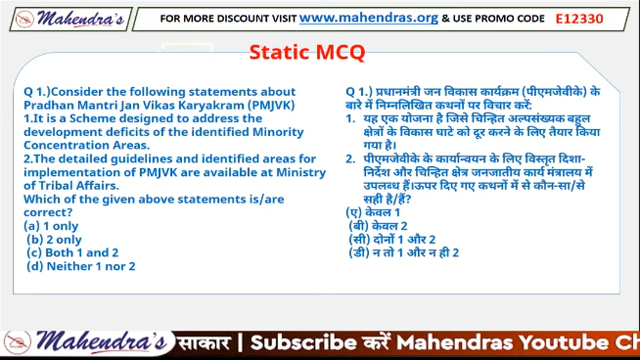 Mahendra's
FOR MORE DISCOUNT VISIT www.mahendras.org & USE PROMO CODE E12330
Static MCQ
Q 1.)Consider the following statements about
Pradhan Mantri Jan Vikas Karyakram (PMJVK)
1.It is a Scheme designed to address the
development deficits of the identified Minority
Concentration Areas.
2.The detailed guidelines and identified areas for
implementation of PMJVK are available at Ministry
of Tribal Affairs.
Which of the given above statements is/are
correct?
(a) 1 only
(b) 2 only
(c) Both 1 and 2
(d) Neither 1 nor 2
Q 1.) प्रधानमंत्री जन विकास कार्यक्रम (पीएमजेवीके) के
बारे में निम्नलिखित कथनों पर विचार करें:
1. यह एक योजना है जिसे चिन्हित अल्पसंख्यक बहुल
क्षेत्रों के विकास घाटे को दूर करने के लिए तैयार किया
गया है।
2. पीएमजेवीके के कार्यान्वयन के लिए विस्तृत दिशा-
निर्देश और चिन्हित क्षेत्र जनजातीय कार्य मंत्रालय में
उपलब्ध हैं।ऊपर दिए गए कथनों में से कौन-सा/से
सही है/हैं?
(ए) केवल 1
(बी) केवल 2
(सी) दोनों 1 और 2
(डी) न तो 1 और न ही 2
Mahendra's साकार | Subscribe करें Mahendras Youtube Ch